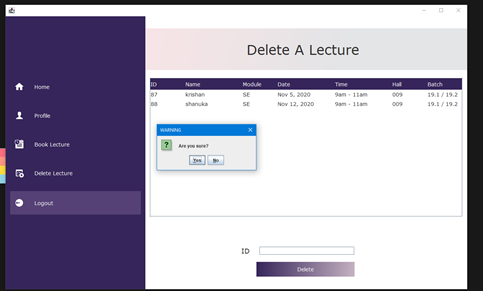 Delete A Lecture
Home
Profile
Book Lecture
Delete Lecture
Logout
ID Name Module Date Time Hall Batch
87 krishan SE Nov 5, 2020 9am - 11am 009 19.1 / 19.2
88 shanuka SE Nov 12, 2020 9am - 11am 009 19.1 / 19.2
WARNING
Are you sure?
Yes No
ID
Delete